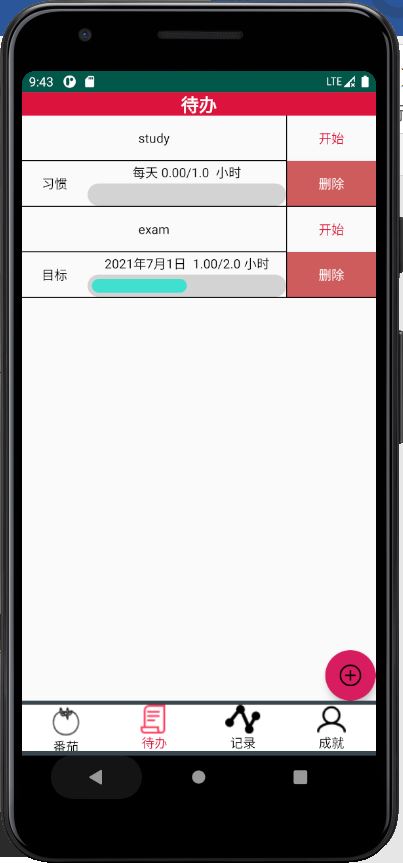 9:43 LTE
待办
study
开始
习惯
每天 0.00/1.0 小时
删除
exam
开始
目标
2021年7月1日 1.00/2.0 小时
删除
番茄
待办
记录
成就